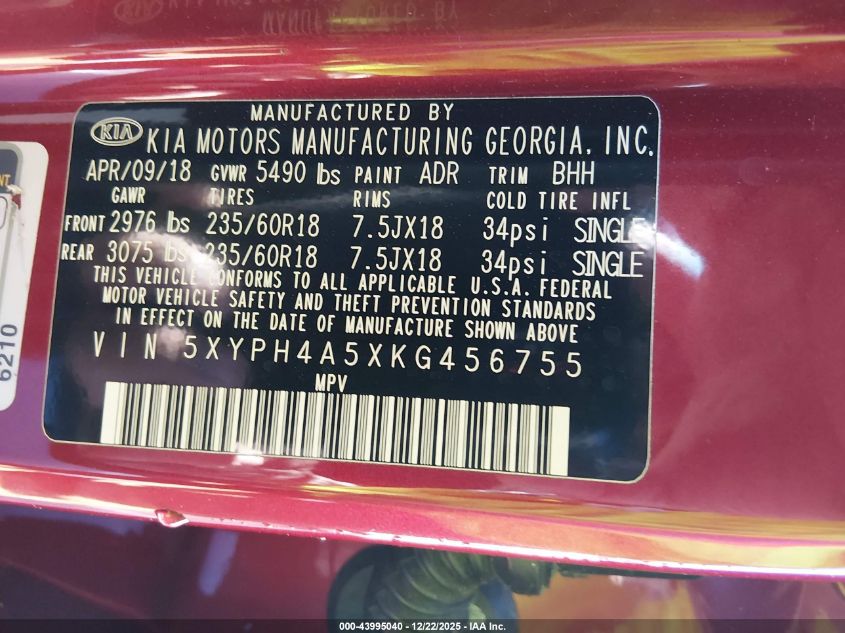 MANUFACTURED BY
KIA KIA MOTORS MANUFACTURING GEORGIA, INC.
APR/09/18 GVWR 5490 lbs PAINT ADR TRIM BHH
GAWR TIRES RIMS COLD TIRE INFL
FRONT 2976 lbs 235/60R18 7.5JX18 34psi SINGLE
REAR 3075 lbs 235/60R18 7.5JX18 34psi SINGLE
THIS VEHICLE CONFORMS TO ALL APPLICABLE U.S.A. FEDERAL
MOTOR VEHICLE SAFETY AND THEFT PREVENTION STANDARDS
IN EFFECT ON THE DATE OF MANUFACTURE SHOWN ABOVE
VIN 5XYPH4A5XKG456755
MPV
6210
000-43995040 - 12/22/2025 - IAA Inc.